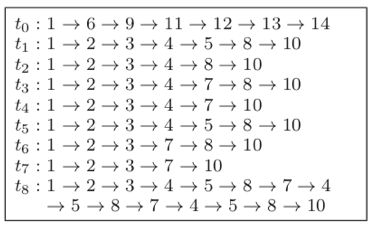 t₀ : 1 → 6 → 9 → 11 → 12 → 13 → 14
t₁ : 1 → 2 → 3 → 4 → 5 → 8 → 10
t₂ : 1 → 2 → 3 → 4 → 8 → 10
t₃ : 1 → 2 → 3 → 4 → 7 → 8 → 10
t₄ : 1 → 2 → 3 → 4 → 7 → 10
t₅ : 1 → 2 → 3 → 4 → 5 → 8 → 10
t₆ : 1 → 2 → 3 → 7 → 8 → 10
t₇ : 1 → 2 → 3 → 7 → 10
t₈ : 1 → 2 → 3 → 4 → 5 → 8 → 7 → 4
→ 5 → 8 → 7 → 4 → 5 → 8 → 10